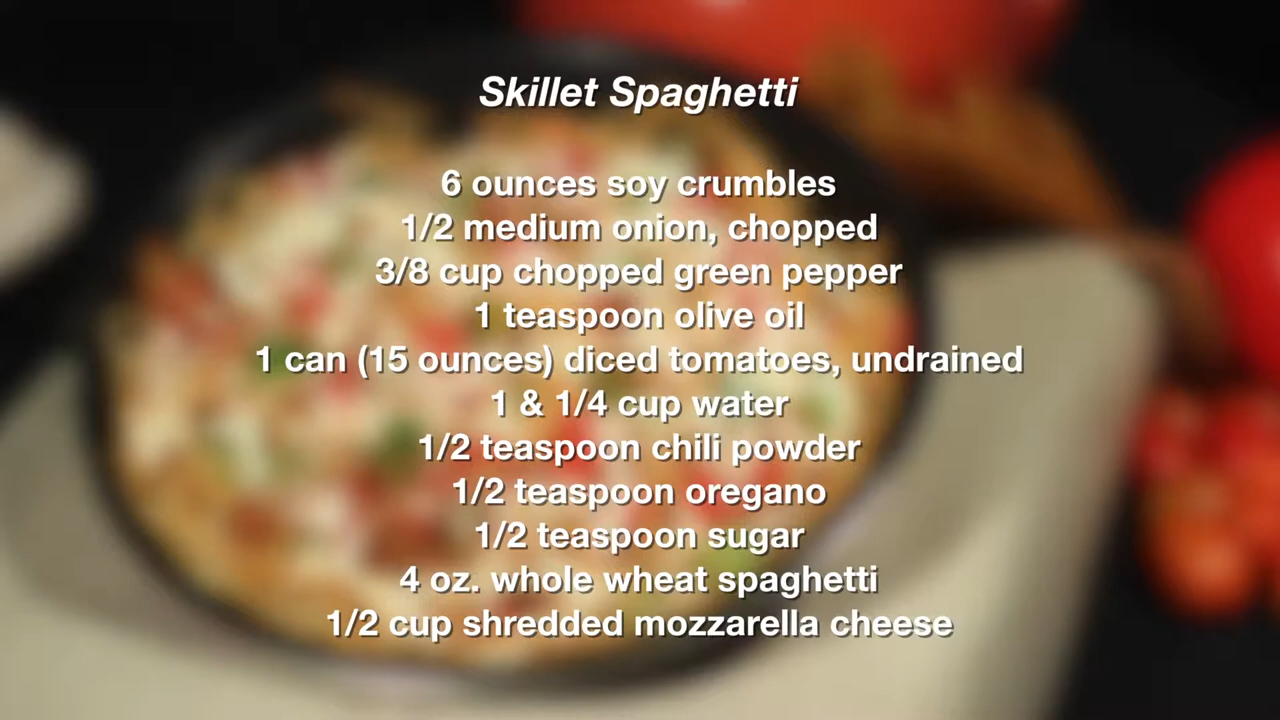 Skillet Spaghetti
6 ounces soy crumbles
1/2 medium onion, chopped
3/8 cup chopped green pepper
1 teaspoon olive oil
1 can (15 ounces) diced tomatoes, undrained
1 & 1/4 cup water
1/2 teaspoon chili powder
1/2 teaspoon oregano
1/2 teaspoon sugar
4 oz. whole wheat spaghetti
1/2 cup shredded mozzarella cheese